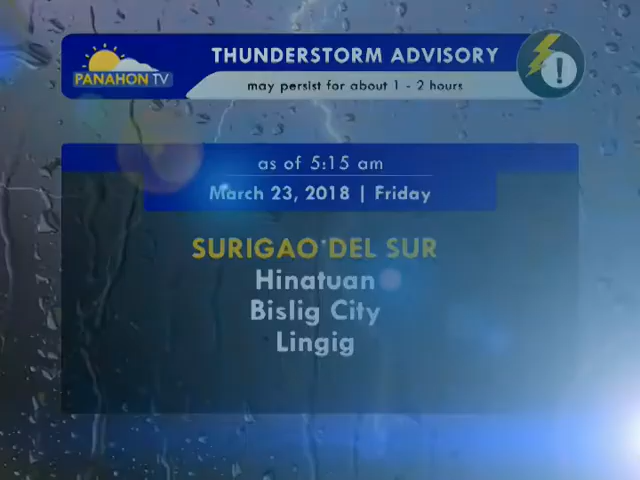 PANAHON TV
THUNDERSTORM ADVISORY
may persist for about 1 - 2 hours
as of 5:15 am
March 23, 2018 | Friday
SURIGAO DEL SUR
Hinatuan
Bislig City
Lingig